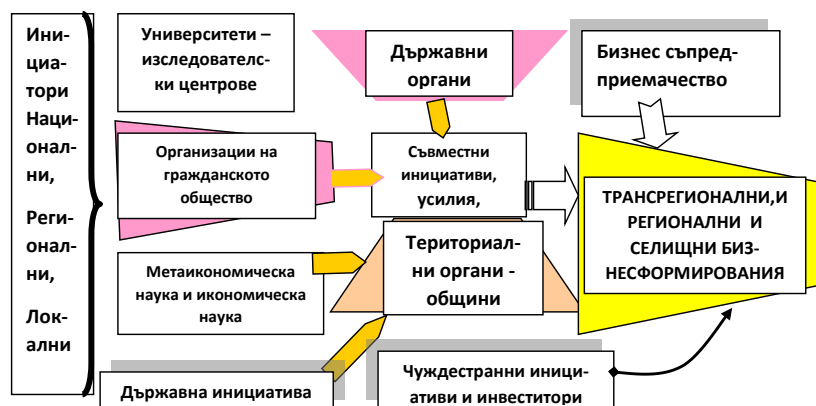 Ини-
циа-
тори
Наци-
онал-
ни,
Реги-
онал-
ни,
Лок-
ални
Университети –
изследователс-
ки центрове
Държавни
органи
Бизнес съпред-
приемачество
Организации на
гражданското
общество
Съвместни
инициативи,
усилия,
ТРАНСРЕГИОНАЛНИ,И
РЕГИОНАЛНИ И
СЕЛИЩНИ БИЗ-
НЕСФОРМИРОВАНИЯ
Териториал-
ни органи -
общини
Метаикономическа
наука и икономическа
наука
Държавна инициатива
Чуждестранни иници-
ативи и инвеститори